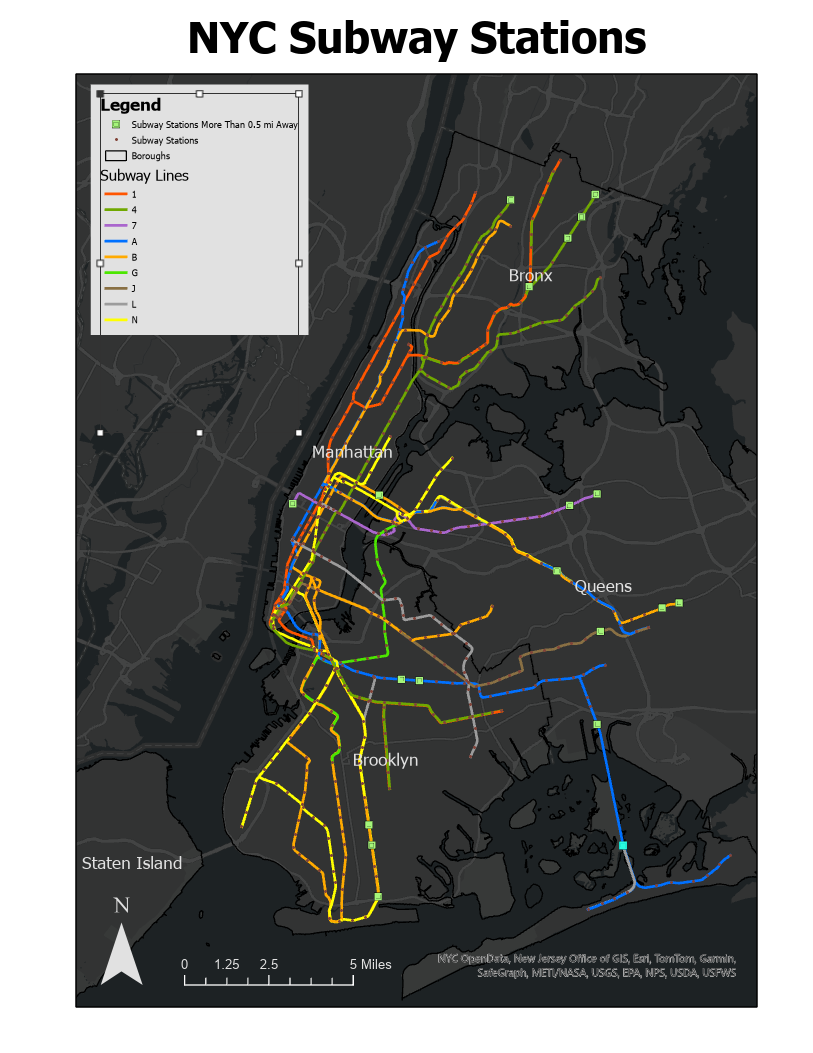 NYC Subway Stations
Legend
Subway Stations More Than 0.5 mi Away
Subway Stations
Boroughs
Subway Lines
1
4
7
A
B
G
J
L
N
Bronx
Manhattan
Queens
Brooklyn
Staten Island
N
0 1.25 2.5 5 Miles
NYC OpenData, New Jersey Office of GIS, Esri, TomTom, Garmin,
SafeGraph, METI/NASA, USGS, EPA, NPS, USDA, USFWS